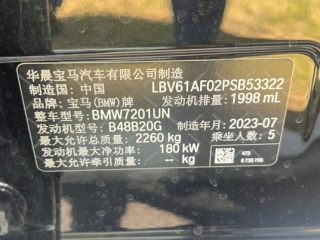 华晨宝马汽车有限公司制造
制造国: 中国 LBV61AF02PSB53322
品牌: 宝马(BMW)牌 发动机排量: 1998 mL
整车型号: BMW7201UN
发动机型号: B48B20G 制造年月: 2023-07
最大允许总质量: 2260 kg 乘坐人数: 5
发动机最大净功率: 180 kW
最大允许牵引质量: - kg
475